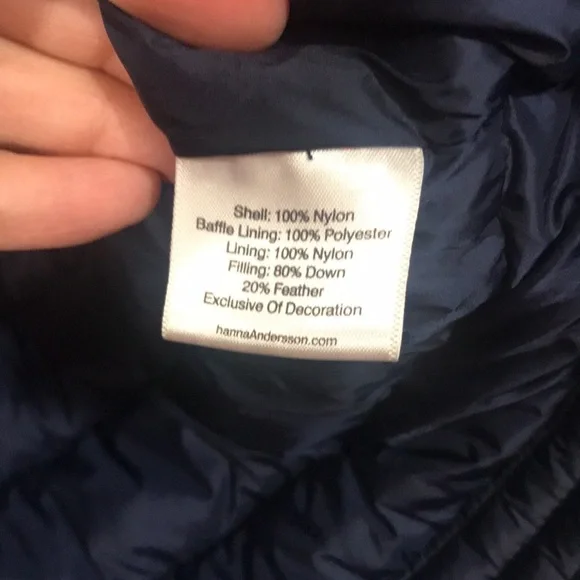 Shell: 100% Nylon
Baffle Lining: 100% Polyester
Lining: 100% Nylon
Filling: 80% Down
20% Feather
Exclusive Of Decoration
hannaAndersson.com